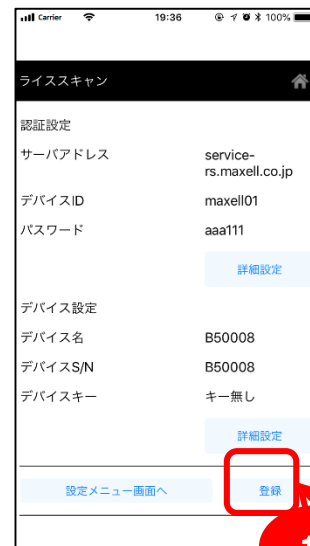 Carrier 19:36 100%
ライススキャン
認証設定
サーバアドレス service-
rs.maxell.co.jp
デバイスID maxell01
パスワード aaa111
詳細設定
デバイス設定
デバイス名 B50008
デバイスS/N B50008
デバイスキー キー無し
詳細設定
設定メニュー画面へ 登録